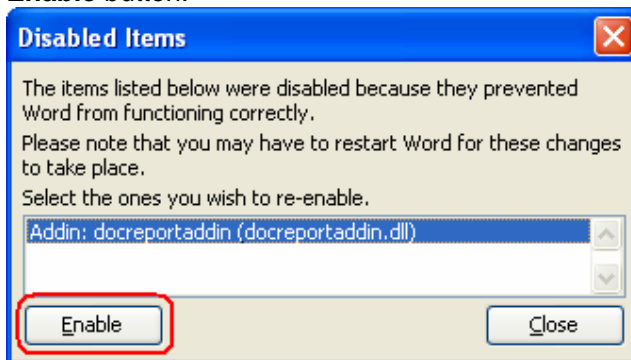 Disabled Items
The items listed below were disabled because they prevented
Word from functioning correctly.
Please note that you may have to restart Word for these changes
to take place.
Select the ones you wish to re-enable.
Addin: docreportaddin (docreportaddin.dll)
Enable
Close